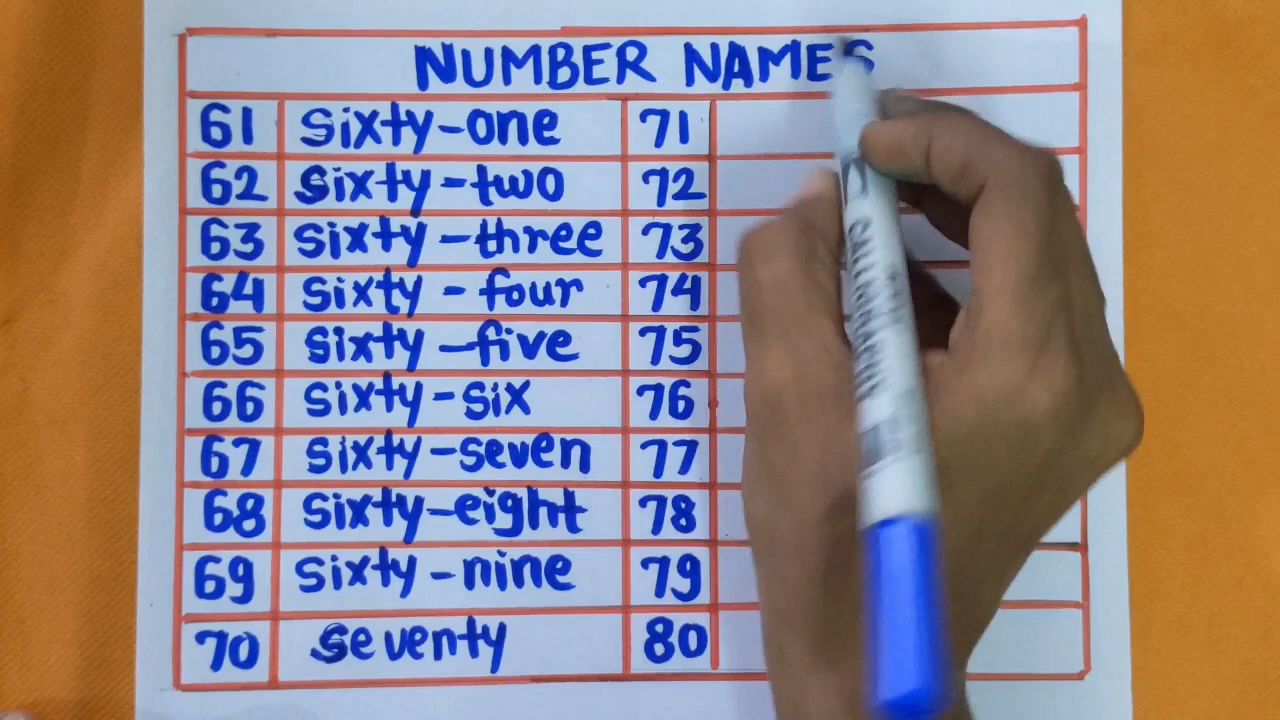 NUMBER NAMES
61 sixty-one 71
62 sixty-two 72
63 sixty-three 73
64 sixty-four 74
65 sixty-five 75
66 sixty-six 76
67 sixty-seven 77
68 sixty-eight 78
69 sixty-nine 79
70 seventy 80